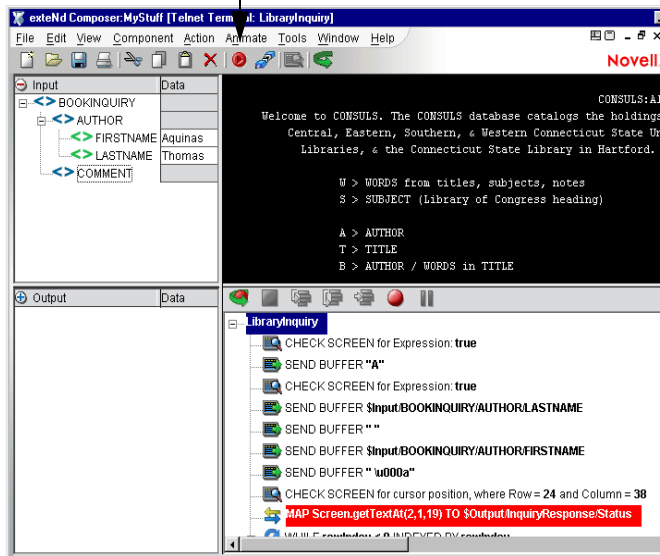 exteNd Composer:MyStuff [Telnet Terminal: LibraryInquiry]
File Edit View Component Action Animate Tools Window Help
Novell
Input Data
BOOKINQUIRY
AUTHOR
FIRSTNAME Aquinas
LASTNAME Thomas
COMMENT
CONSULS:
Welcome to CONSULS. The CONSULS database catalogs the holdings
Central, Eastern, Southern, & Western Connecticut State
Libraries, & the Connecticut State Library in Hartford.
W > WORDS from titles, subjects, notes
S > SUBJECT (Library of Congress heading)
A > AUTHOR
T > TITLE
B > AUTHOR / WORDS in TITLE
Output Data
LibraryInquiry
CHECK SCREEN for Expression: true
SEND BUFFER "A"
CHECK SCREEN for Expression: true
SEND BUFFER $Input/BOOKINQUIRY/AUTHOR/LASTNAME
SEND BUFFER " "
SEND BUFFER $Input/BOOKINQUIRY/AUTHOR/FIRSTNAME
SEND BUFFER " \u000a"
CHECK SCREEN for cursor position, where Row = 24 and Column = 38
MAP Screen.getTextAt(2,1,19) TO $Output/InquiryResponse/Status
WHILE rowIndex < 9 INDEXED BY rowIndex